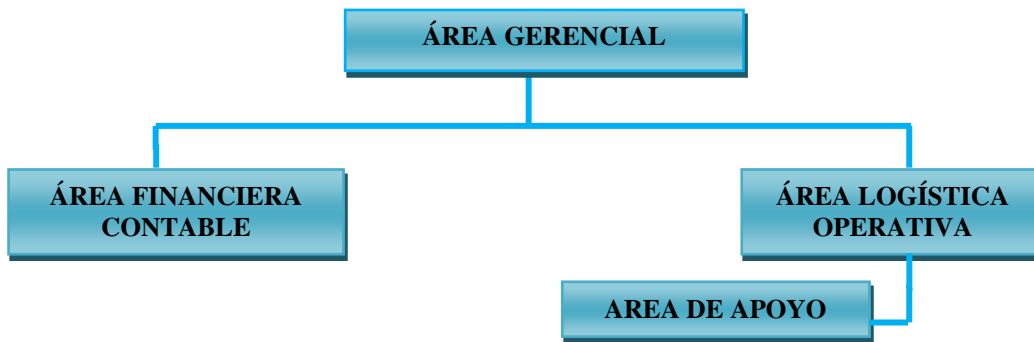 ÁREA GERENCIAL
ÁREA FINANCIERA
CONTABLE
ÁREA LOGÍSTICA
OPERATIVA
AREA DE APOYO